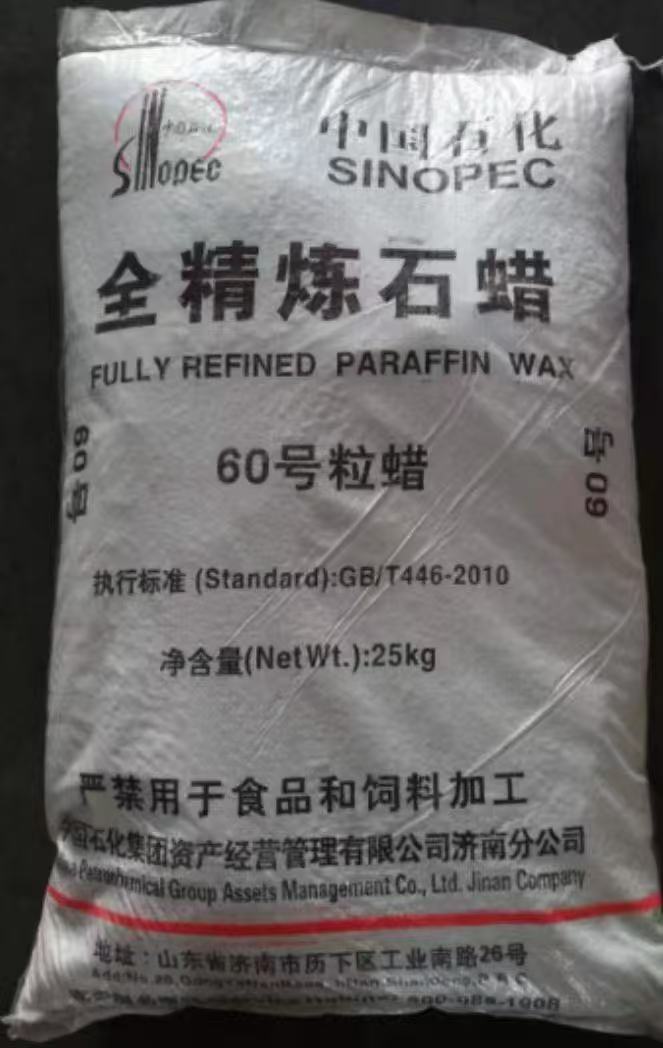 中国石化
SINOPEC
中国石化
SINOPEC
全精炼石蜡
FULLY REFINED PARAFFIN WAX
60号
60号粒蜡
60号
执行标准 (Standard):GB/T446-2010
净含量(Net Wt.):25kg
严禁用于食品和饲料加工
中国石化集团资产经营管理有限公司济南分公司
Petrochemical Group Assets Management Co., Ltd. Jinan Company
地址：山东省济南市历下区工业南路26号